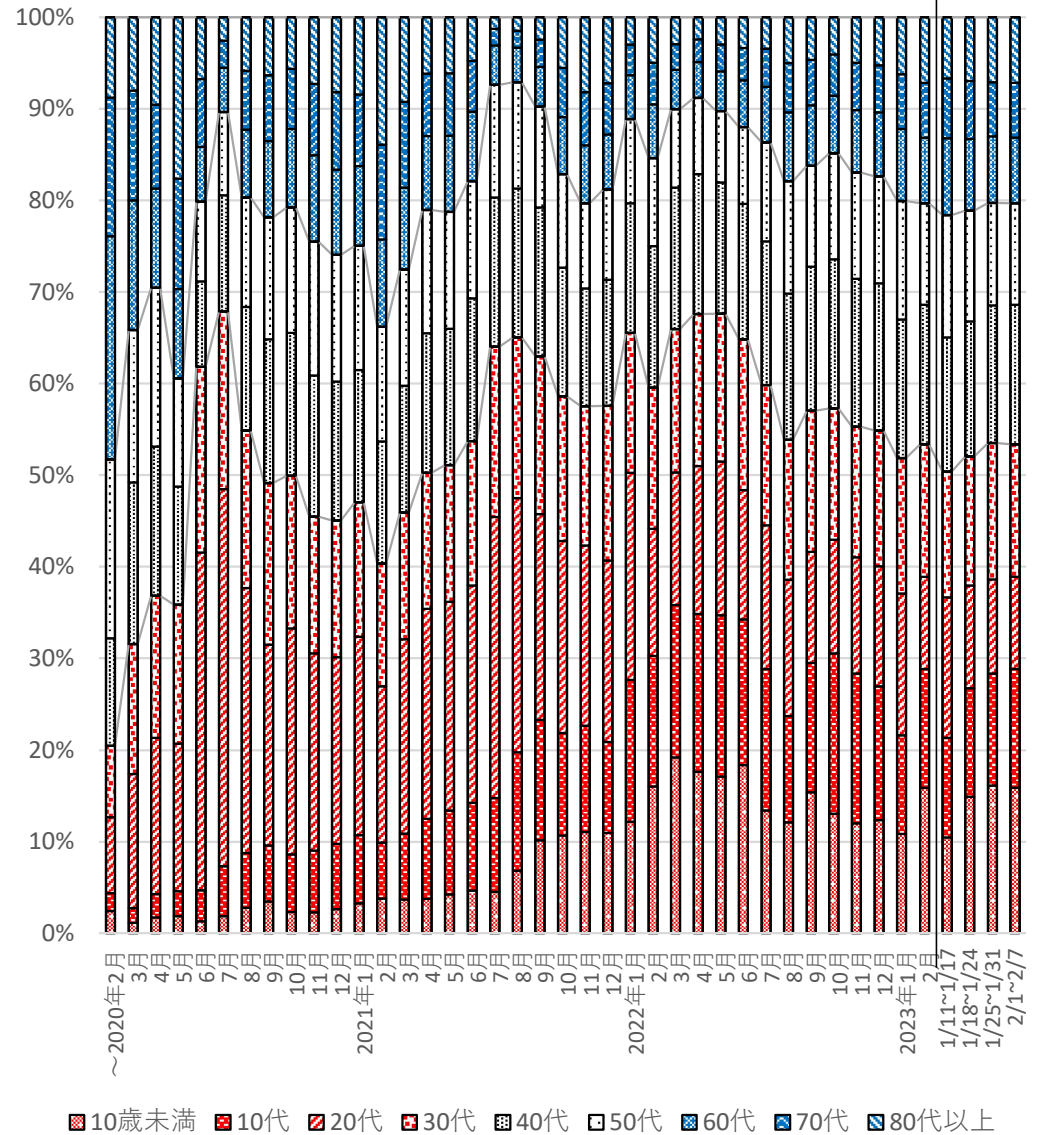 100%
90%
80%
70%
60%
50%
40%
30%
20%
10%
0%
～2020年2月
3月
4月
5月
6月
7月
8月
9月
10月
11月
12月
2021年1月
2月
3月
4月
5月
6月
7月
8月
9月
10月
11月
12月
2022年1月
2月
3月
4月
5月
6月
7月
8月
9月
10月
11月
12月
2023年1月
2月
1/11~1/17
1/18~1/24
1/25~1/31
2/1~2/7
10歳未満 10代 20代 30代 40代 50代 60代 70代 80代以上